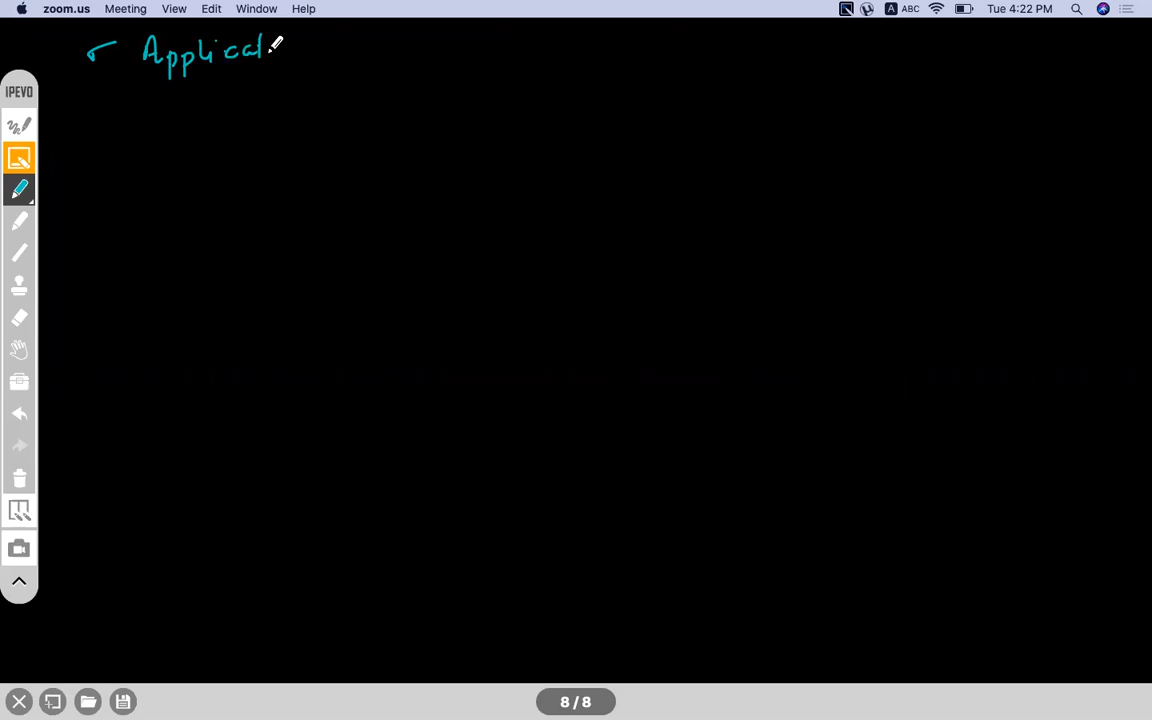 zoom.us Meeting View Edit Window Help A ABC Tue 4:22 PM
Applicat
IPEVO
8 / 8